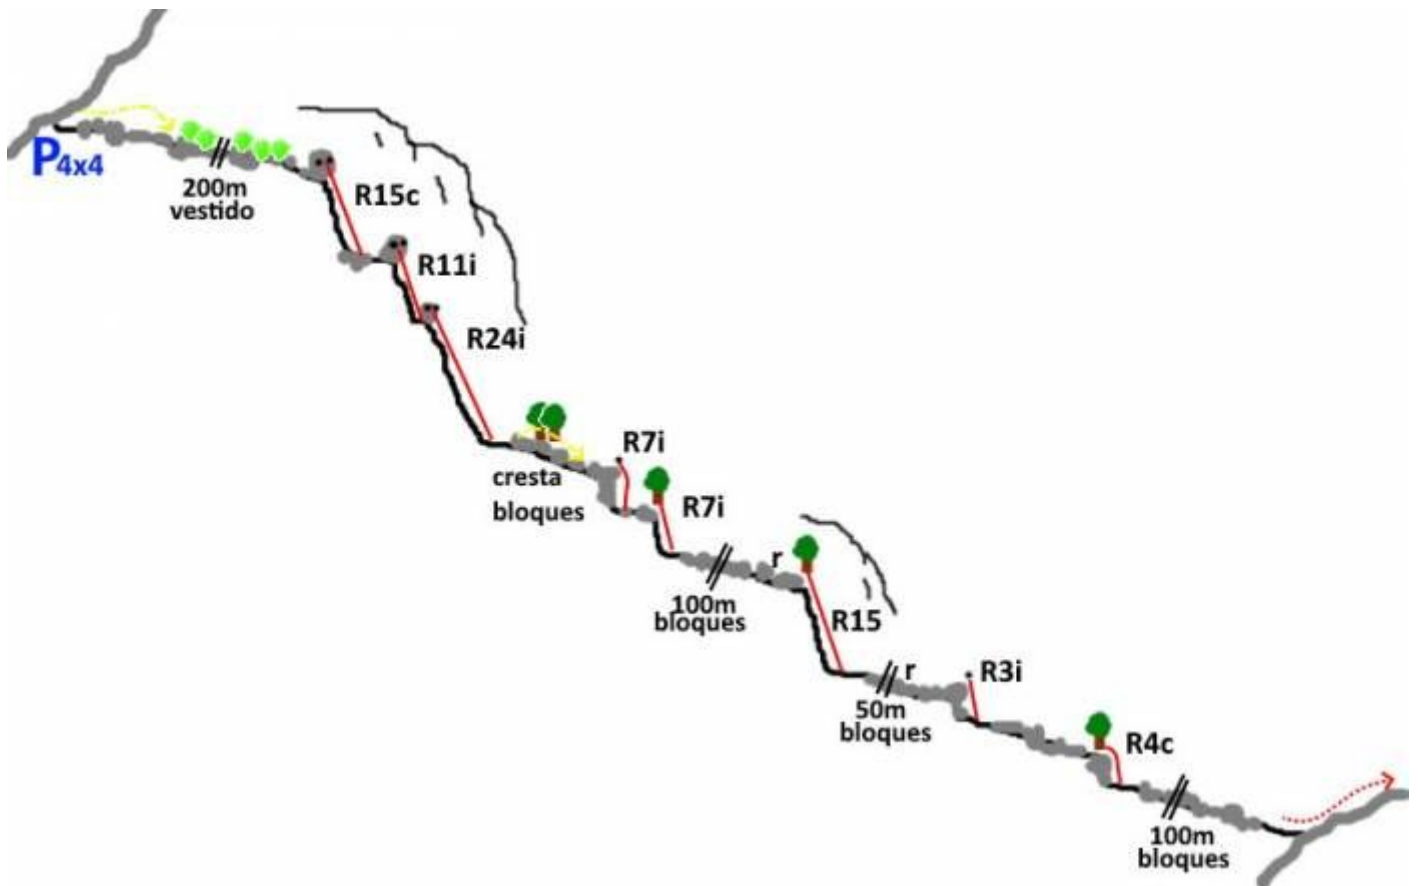 P4x4
200m
vestido
R15c
R11i
R24i
cresta
bloques
R7i
R7i
100m
bloques
r
R15
50m
bloques
r
R3i
R4c
100m
bloques